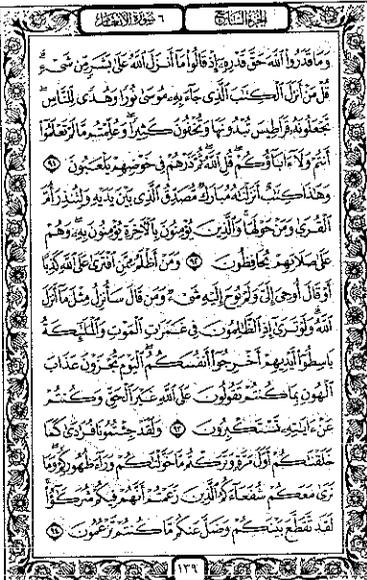 الجزء السابع ٦ سورة الأنعام
وَمَا قَدَرُوا اللَّهَ حَقَّ قَدْرِهِ إِذْ قَالُوا مَا أَنزَلَ اللَّهُ عَلَىٰ بَشَرٍ مِّن شَيْءٍ
قُلْ مَنْ أَنزَلَ الْكِتَابَ الَّذِي جَاءَ بِهِ مُوسَىٰ نُورًا وَهُدًى لِّلنَّاسِ
تَجْعَلُونَهُ قَرَاطِيسَ تُبْدُونَهَا وَتُخْفُونَ كَثِيرًا وَعُلِّمْتُم مَّا لَمْ تَعْلَمُوا
أَنتُمْ وَلَا آبَاؤُكُمْ قُلِ اللَّهُ ثُمَّ ذَرْهُمْ فِي خَوْضِهِمْ يَلْعَبُونَ ٩١
وَهَٰذَا كِتَابٌ أَنزَلْنَاهُ مُبَارَكٌ مُّصَدِّقُ الَّذِي بَيْنَ يَدَيْهِ وَلِتُنذِرَ أُمَّ
الْقُرَىٰ وَمَنْ حَوْلَهَا وَالَّذِينَ يُؤْمِنُونَ بِالْآخِرَةِ يُؤْمِنُونَ بِهِ وَهُمْ
عَلَىٰ صَلَاتِهِمْ يُحَافِظُونَ ٩٢ وَمَنْ أَظْلَمُ مِمَّنِ افْتَرَىٰ عَلَى اللَّهِ كَذِبًا
أَوْ قَالَ أُوحِيَ إِلَيَّ وَلَمْ يُوحَ إِلَيْهِ شَيْءٌ وَمَن قَالَ سَأُنزِلُ مِثْلَ مَا أَنزَلَ
اللَّهُ وَلَوْ تَرَىٰ إِذِ الظَّالِمُونَ فِي غَمَرَاتِ الْمَوْتِ وَالْمَلَائِكَةُ
بَاسِطُو أَيْدِيهِمْ أَخْرِجُوا أَنفُسَكُمُ الْيَوْمَ تُجْزَوْنَ عَذَابَ
الْهُونِ بِمَا كُنتُمْ تَقُولُونَ عَلَى اللَّهِ غَيْرَ الْحَقِّ وَكُنتُمْ
عَنْ آيَاتِهِ تَسْتَكْبِرُونَ ٩٣ وَلَقَدْ جِئْتُمُونَا فُرَادَىٰ كَمَا
خَلَقْنَاكُمْ أَوَّلَ مَرَّةٍ وَتَرَكْتُم مَّا خَوَّلْنَاكُمْ وَرَاءَ ظُهُورِكُمْ وَمَا
نَرَىٰ مَعَكُمْ شُفَعَاءَكُمُ الَّذِينَ زَعَمْتُمْ أَنَّهُمْ فِيكُمْ شُرَكَاءُ
لَقَد تَّقَطَّعَ بَيْنَكُمْ وَضَلَّ عَنكُم مَّا كُنتُمْ تَزْعُمُونَ ٩٤
١٣٩